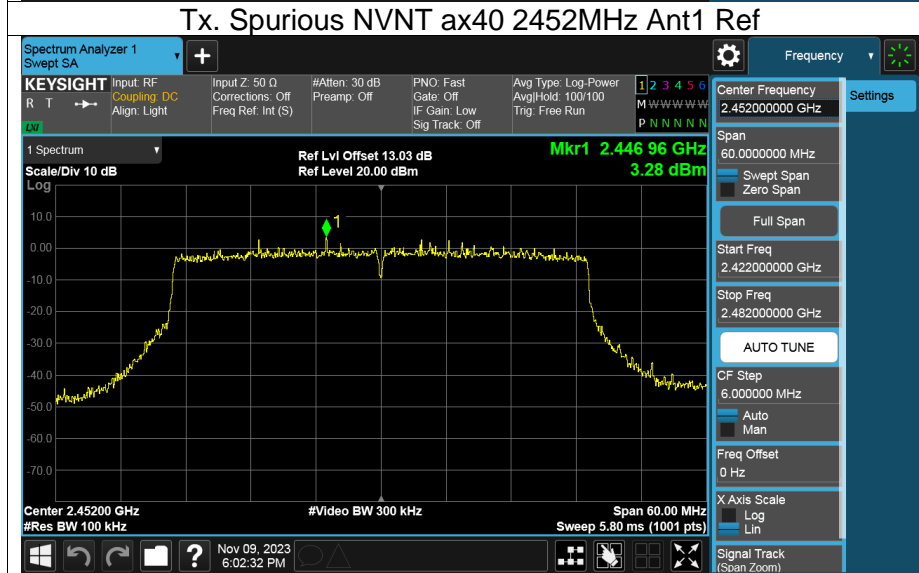 Tx. Spurious NVNT ax40 2452MHz Ant1 Ref
Spectrum Analyzer 1
Swept SA
+
Frequency
KEYSIGHT
R T
LXI
Input: RF
Coupling: DC
Align: Light
Input Z: 50 Ω
Corrections: Off
Freq Ref: Int (S)
#Atten: 30 dB
Preamp: Off
PNO: Fast
Gate: Off
IF Gain: Low
Sig Track: Off
Avg Type: Log-Power
Avg|Hold: 100/100
Trig: Free Run
1 2 3 4 5 6
M W W W W W
P N N N N N
1 Spectrum
Scale/Div 10 dB
Log
Ref Lvl Offset 13.03 dB
Ref Level 20.00 dBm
Mkr1 2.446 96 GHz
3.28 dBm
1
10.0
0.00
-10.0
-20.0
-30.0
-40.0
-50.0
-60.0
-70.0
Center 2.45200 GHz
#Res BW 100 kHz
#Video BW 300 kHz
Span 60.00 MHz
Sweep 5.80 ms (1001 pts)
?
Nov 09, 2023
6:02:32 PM
Center Frequency
2.452000000 GHz
Settings
Span
60.0000000 MHz
Swept Span
Zero Span
Full Span
Start Freq
2.422000000 GHz
Stop Freq
2.482000000 GHz
AUTO TUNE
CF Step
6.000000 MHz
Auto
Man
Freq Offset
0 Hz
X Axis Scale
Log
Lin
Signal Track
(Span Zoom)